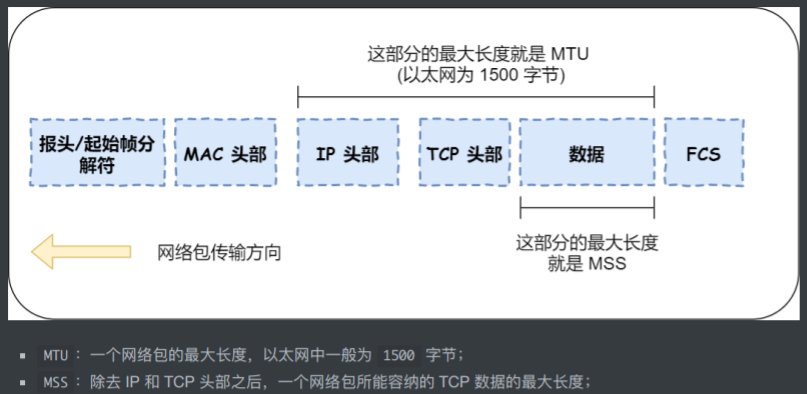 这部分的最大长度就是 MTU
(以太网为 1500 字节)
报头/起始帧分
解符
MAC 头部
IP 头部
TCP 头部
数据
FCS
网络包传输方向
这部分的最大长度
就是 MSS
MTU：一个网络包的最大长度，以太网中一般为 1500 字节；
MSS：除去 IP 和 TCP 头部之后，一个网络包所能容纳的 TCP 数据的最大长度；